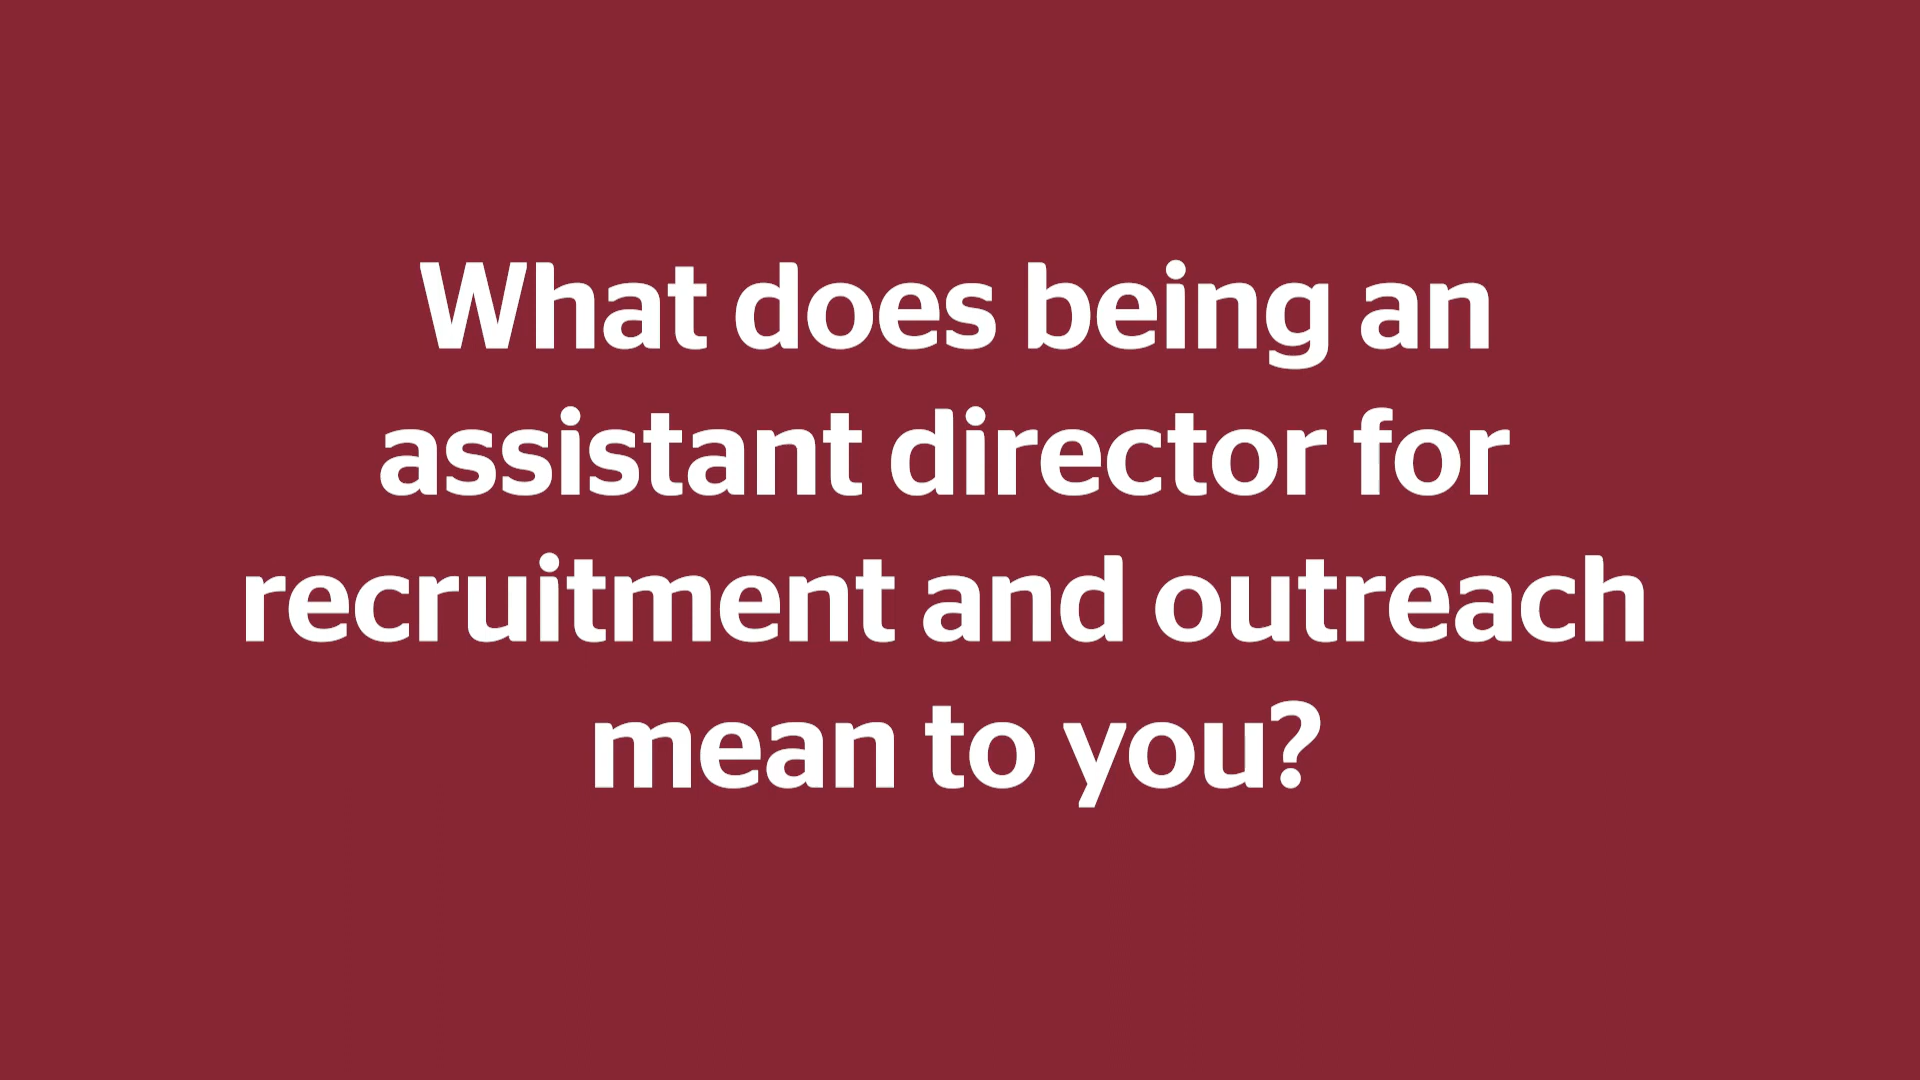 What does being an
assistant director for
recruitment and outreach
mean to you?